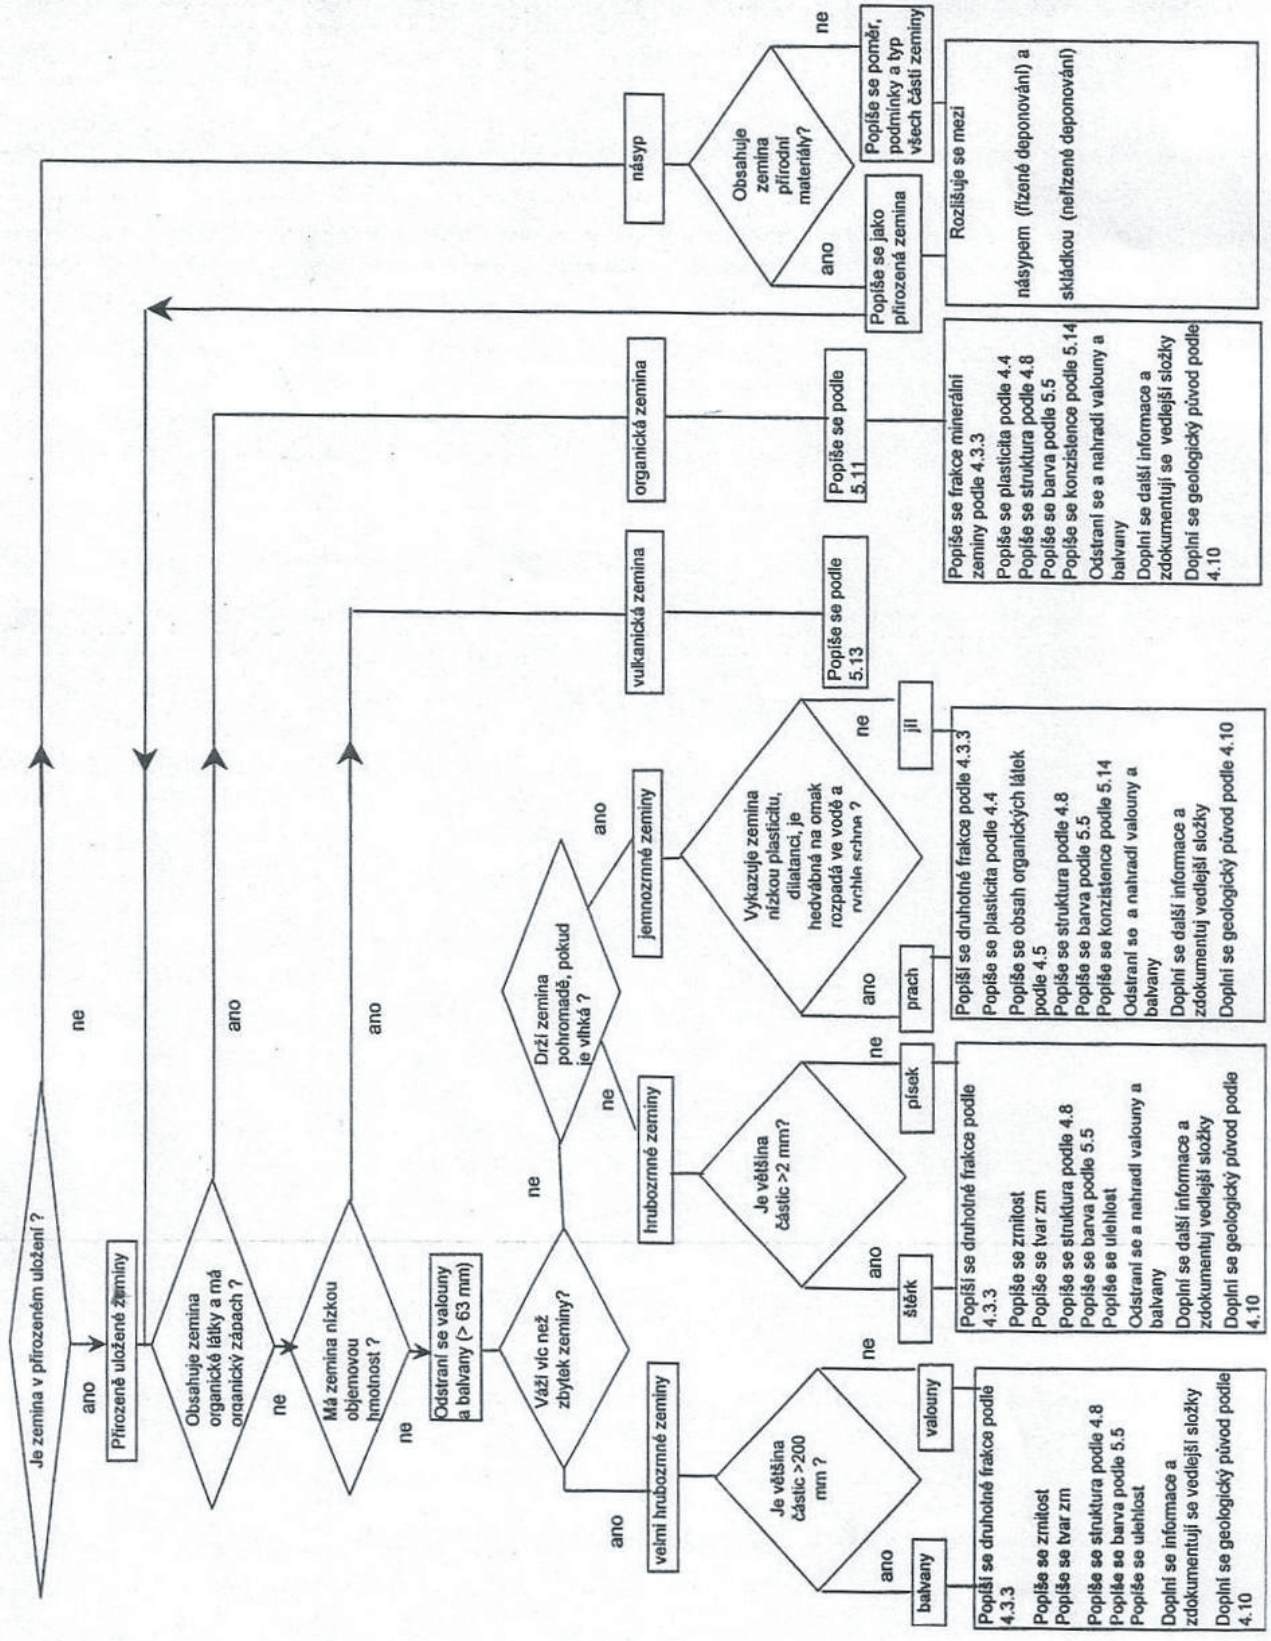 Je zemina v přirozeném uložení ?
ne
ano
Přirozeně uložené zeminy
Obsahuje zemina
organické látky a má
organický zápach ?
ano
ne
Má zemina nízkou
objemovou
hmotnost ?
ano
ne
Odstraní se valouny
a balvany (> 63 mm)
Váží víc než
zbytek zeminy?
ne
ano
Drží zemina
pohromadě, pokud
je vlhká ?
ano
ne
velmi hrubozrnné zeminy
hrubozrnné zeminy
jemnozrnné zeminy
vulkanická zemina
organická zemina
násyp
Je většina
částic >200
mm ?
ano
ne
Je většina
částic >2 mm?
ano
ne
Vykazuje zemina
nízkou plasticitu,
dilatanci, je
hedvábná na omak
rozpadá ve vodě a
rychle schne ?
ano
ne
Obsahuje
zemina
přírodní
materiály?
ano
ne
balvany
valouny
štěrk
písek
prach
jíl
Popíše se podle
5.13
Popíše se podle
5.11
Popíše se jako
přirozená zemina
Popíše se poměr,
podmínky a typ
všech částí zeminy
Popíší se druhotné frakce podle
4.3.3
Popíše se zrnitost
Popíše se tvar zrn
Popíše se struktura podle 4.8
Popíše se barva podle 5.5
Popíše se ulehlost
Doplní se informace a
zdokumentují se vedlejší složky
Doplní se geologický původ podle
4.10
Popíší se druhotné frakce podle
4.3.3
Popíše se zrnitost
Popíše se tvar zrn
Popíše se struktura podle 4.8
Popíše se barva podle 5.5
Popíše se ulehlost
Odstraní se a nahradí valouny a
balvany
Doplní se další informace a
zdokumentuj vedlejší složky
Doplní se geologický původ podle
4.10
Popíší se druhotné frakce podle 4.3.3
Popíše se plasticita podle 4.4
Popíše se obsah organických látek
podle 4.5
Popíše se struktura podle 4.8
Popíše se barva podle 5.5
Popíše se konzistence podle 5.14
Odstraní se a nahradí valouny a
balvany
Doplní se další informace a
zdokumentuj vedlejší složky
Doplní se geologický původ podle 4.10
Popíše se frakce minerální
zeminy podle 4.3.3
Popíše se plasticita podle 4.4
Popíše se struktura podle 4.8
Popíše se barva podle 5.5
Popíše se konzistence podle 5.14
Odstraní se a nahradí valouny a
balvany
Doplní se další informace a
zdokumentují se vedlejší složky
Doplní se geologický původ podle
4.10
Rozlišuje se mezi
násypem (řízené deponování) a
skládkou (neřízené deponování)